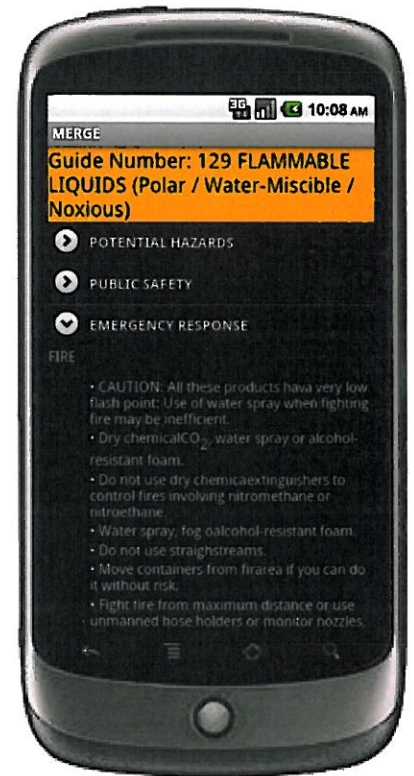 3G
10:08 AM
MERGE
Guide Number: 129 FLAMMABLE
LIQUIDS (Polar / Water-Miscible /
Noxious)
POTENTIAL HAZARDS
PUBLIC SAFETY
EMERGENCY RESPONSE
FIRE
• CAUTION: All these products hava very low
flash point: Use of water spray when fighting
fire may be inefficient.
• Dry chemicalCO2, water spray or alcohol-
resistant foam.
• Do not use dry chemicaextinguishers to
control fires involving nitromethane or
nitroethane.
• Water spray, fog oalcohol-resistant foam.
• Do not use straighstreams.
• Move containers from firarea if you can do
it without risk.
• Fight fire from maximum distance or use
unmanned hose holders or monitor nozzles.